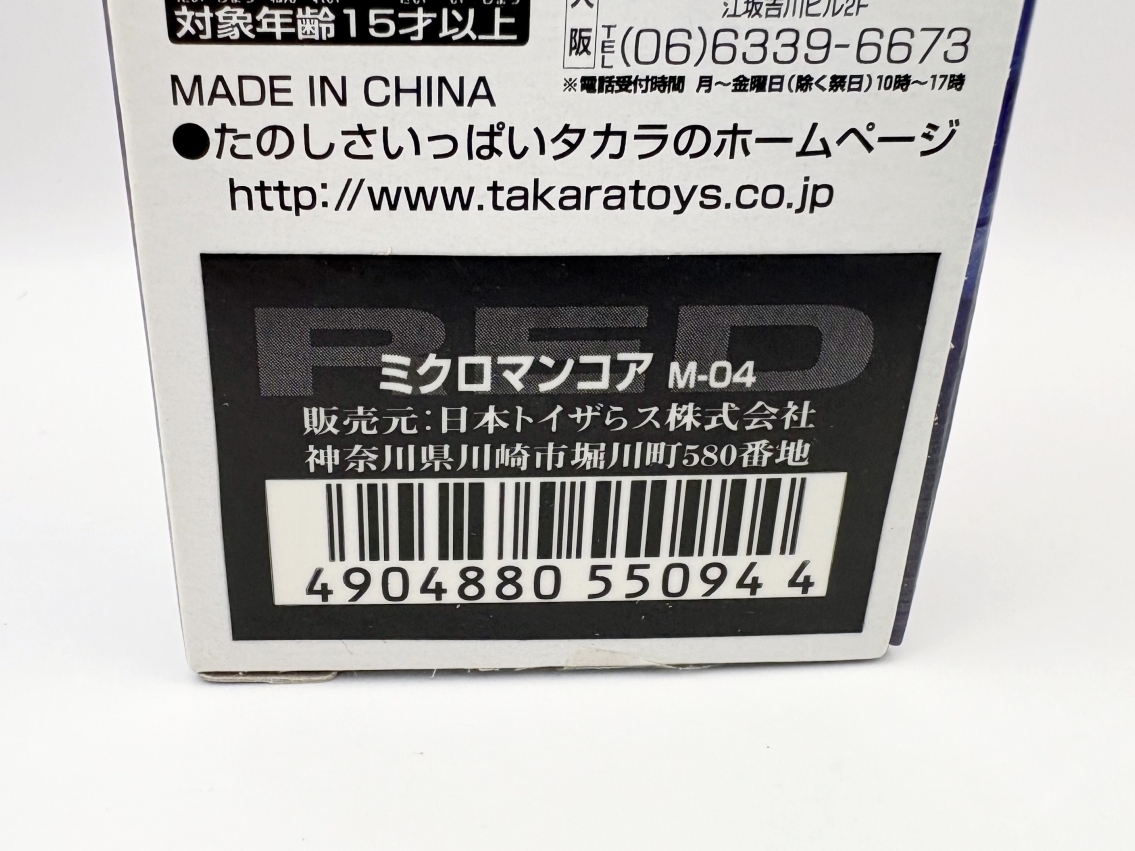 対象年齢15才以上
江坂吉川ビル2F
阪 TEL(06)6339-6673
※電話受付時間 月～金曜日(除く祭日)10時～17時
MADE IN CHINA
●たのしさいっぱいタカラのホームページ
http://www.takaratoys.co.jp
RED
ミクロマンコア M-04
販売元:日本トイザらス株式会社
神奈川県川崎市堀川町580番地
4904880 550944